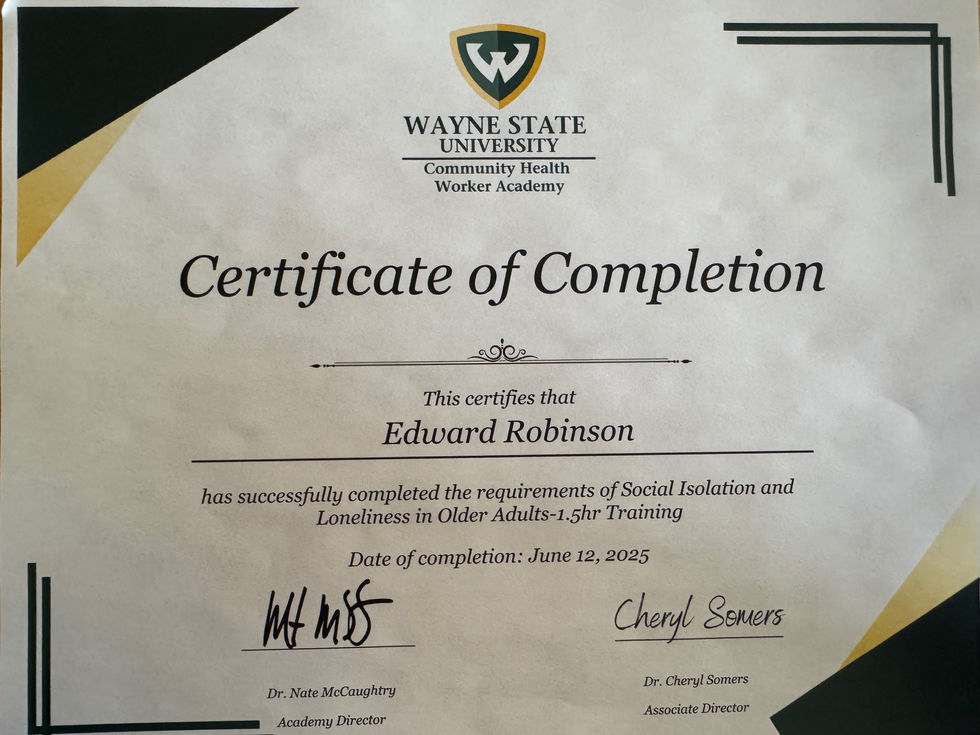 W
WAYNE STATE
UNIVERSITY
Community Health
Worker Academy
Certificate of Completion
This certifies that
Edward Robinson
has successfully completed the requirements of Social Isolation and
Loneliness in Older Adults-1.5hr Training
Date of completion: June 12, 2025
Cheryl Somers
Dr. Nate McCaughtry
Academy Director
Dr. Cheryl Somers
Associate Director